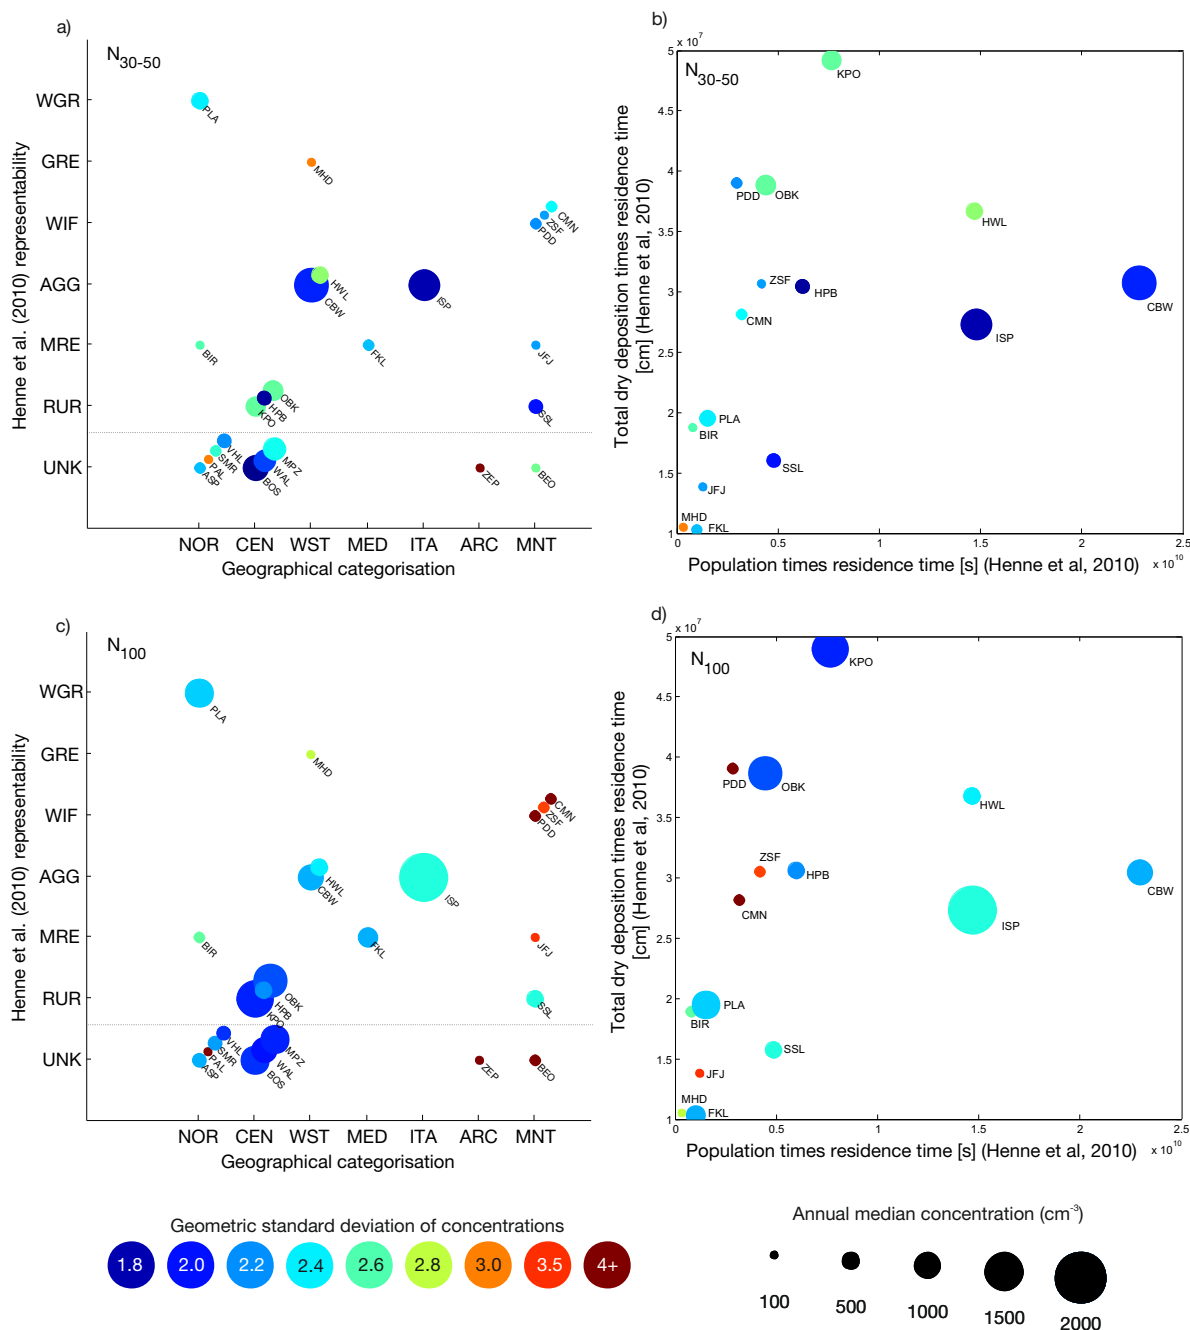 a)
N30-50
WGR
GRE
WIF
AGG
MRE
RUR
UNK
Henne et al. (2010) representability
PLA
MHD
CMN
ZSF
PDD
HWL
CBW
ISP
BIR
FKL
JFJ
OBK
HPB
KPO
SSL
VHL
SMR
PAL
ASP
MPZ
WAL
BOS
ZEP
BEO
NOR CEN WST MED ITA ARC MNT
Geographical categorisation
b)
x 10^7
N30-50
5
4.5
4
3.5
3
2.5
2
1.5
1
Total dry deposition times residence time
[cm] (Henne et al, 2010)
KPO
PDD
OBK
HWL
ZSF
HPB
CBW
CMN
ISP
PLA
BIR
SSL
JFJ
MHD
FKL
0 0.5 1 1.5 2 2.5
Population times residence time [s] (Henne et al, 2010) x 10^10
c)
N100
WGR
GRE
WIF
AGG
MRE
RUR
UNK
Henne et al. (2010) representability
PLA
MHD
CMN
ZSF
PDD
HWL
CBW
ISP
BIR
FKL
JFJ
OBK
HPB
KPO
SSL
VHL
SMR
PAL
ASP
MPZ
WAL
BOS
ZEP
BEO
NOR CEN WST MED ITA ARC MNT
Geographical categorisation
d)
x 10^7
N100
5
4.5
4
3.5
3
2.5
2
1.5
1
Total dry deposition times residence time
[cm] (Henne et al, 2010)
KPO
PDD
OBK
HWL
ZSF
HPB
CBW
CMN
ISP
PLA
BIR
SSL
JFJ
MHD
FKL
0 0.5 1 1.5 2 2.5
Population times residence time [s] (Henne et al, 2010) x 10^10
Geometric standard deviation of concentrations
1.8 2.0 2.2 2.4 2.6 2.8 3.0 3.5 4+
Annual median concentration (cm-3)
100 500 1000 1500 2000